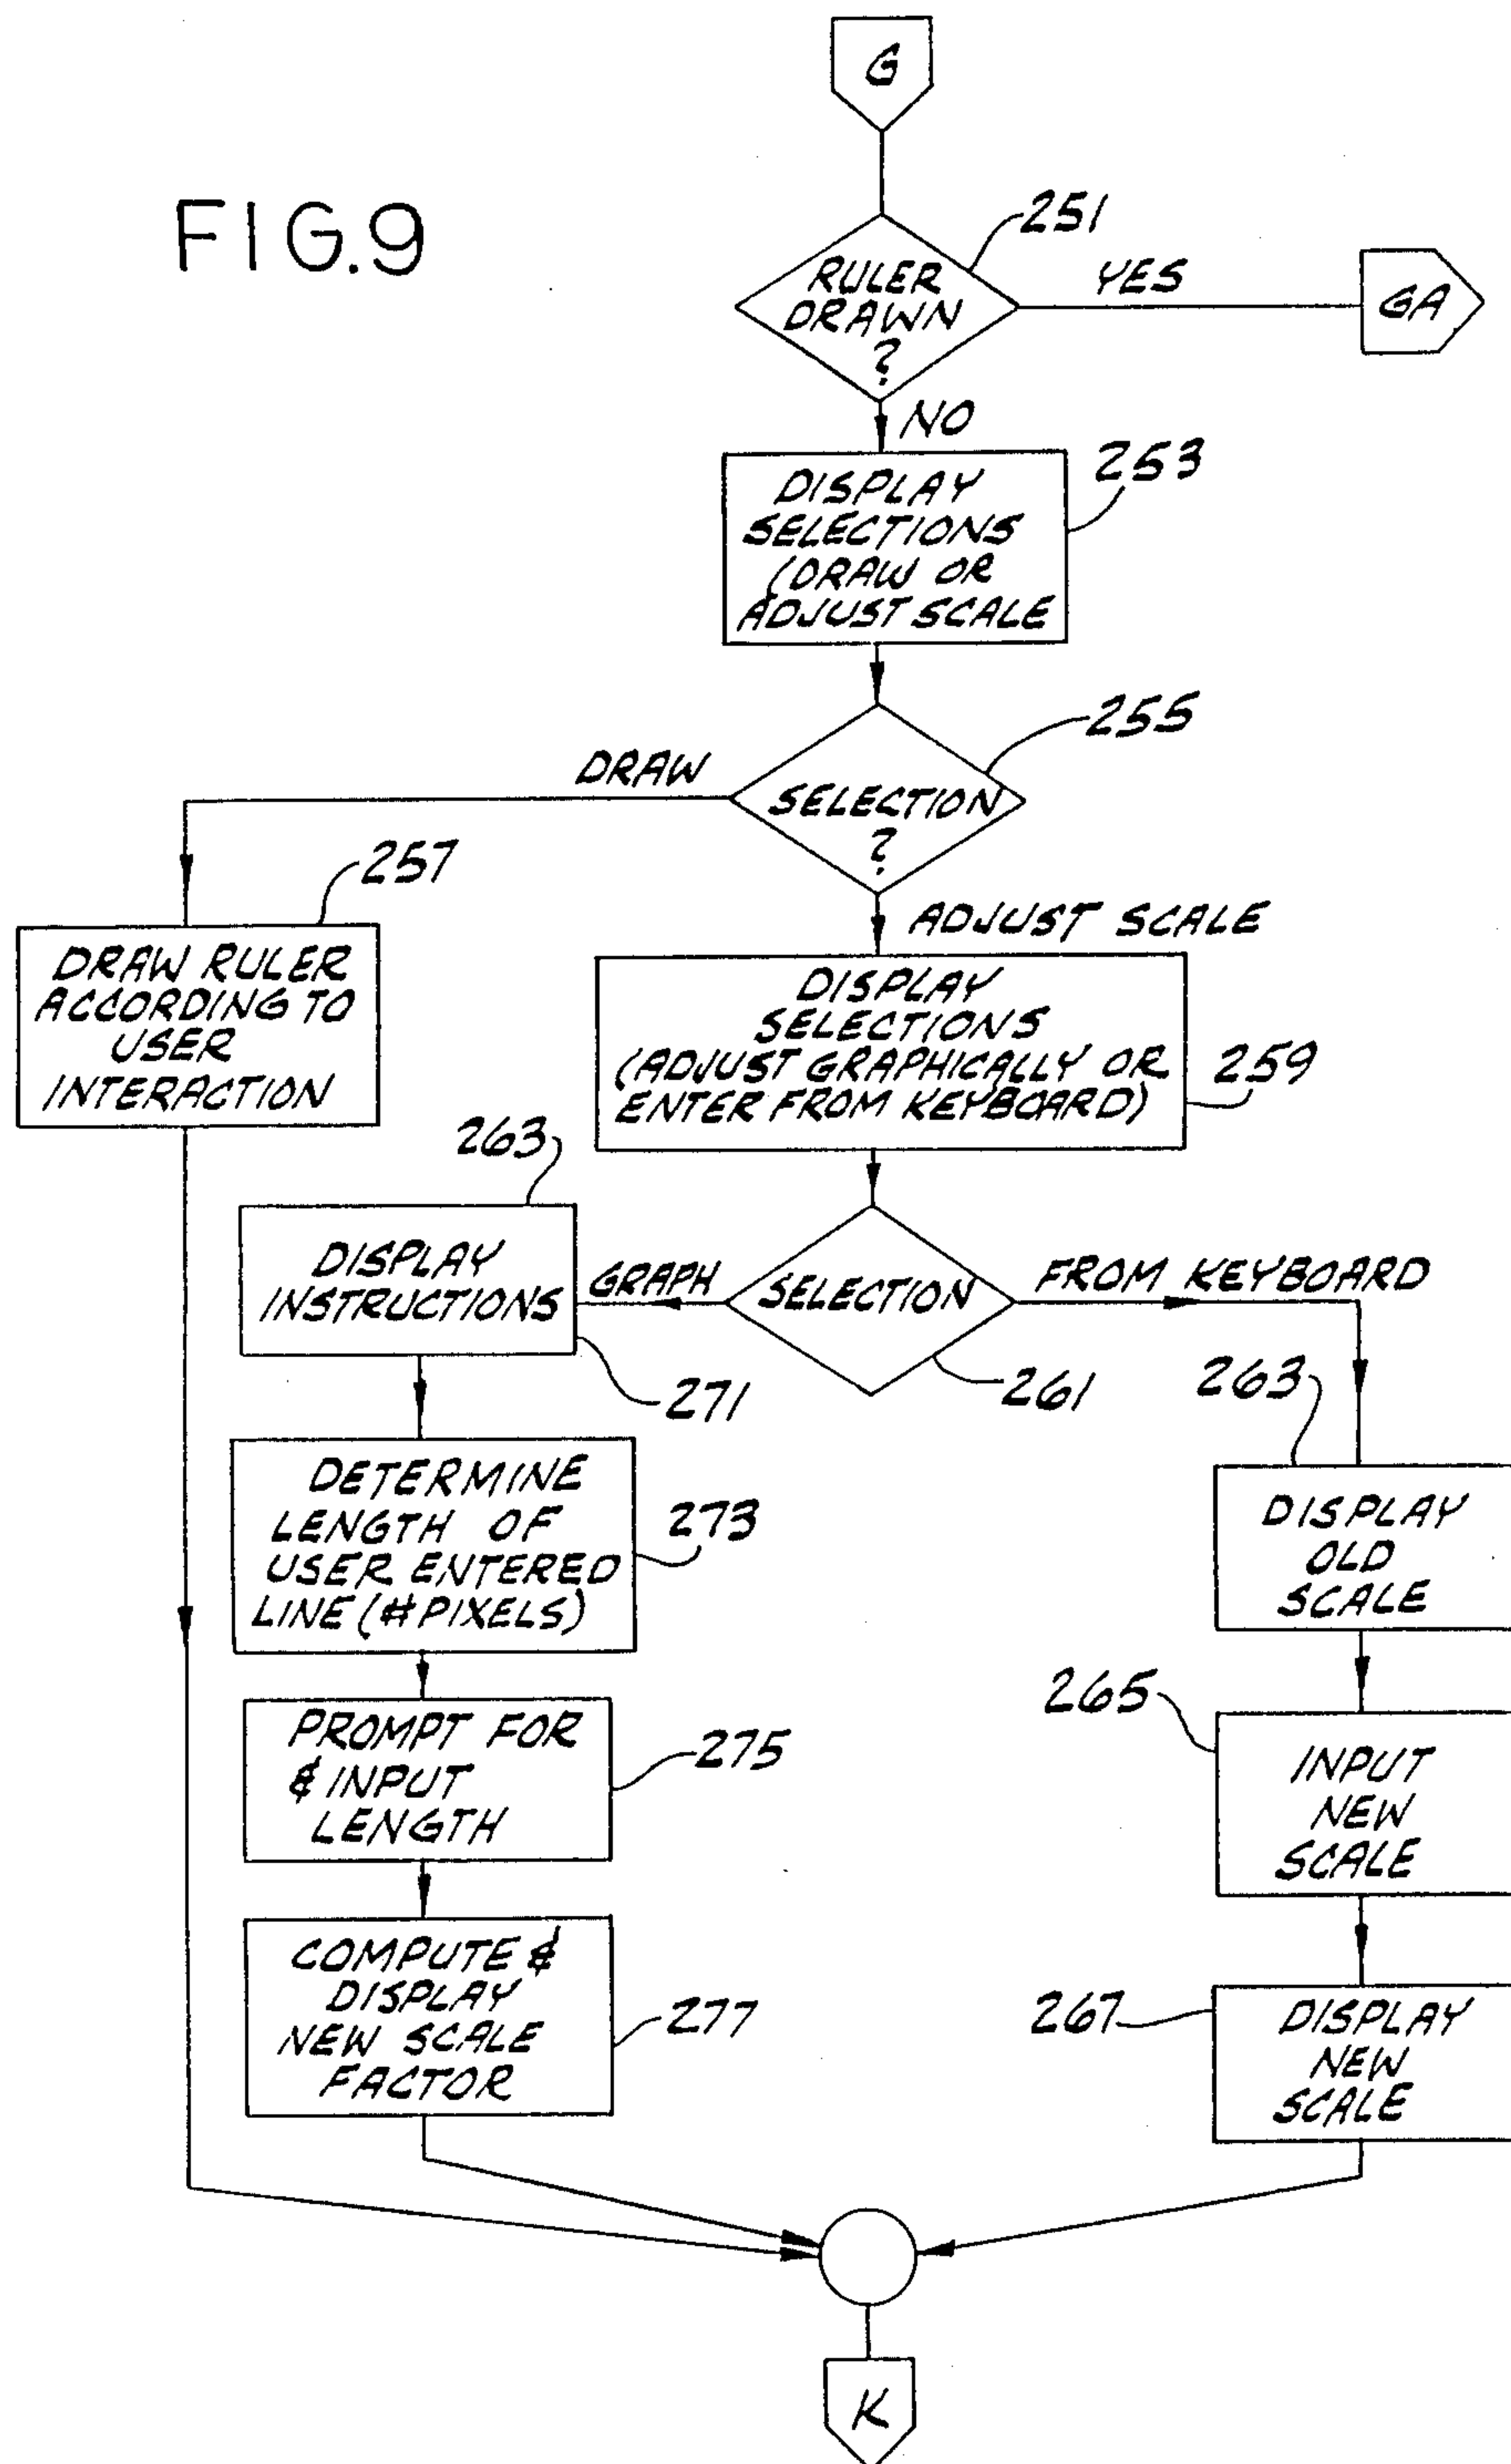 G
FIG.9
251
RULER
DRAWN
?
YES
GA
NO
253
DISPLAY
SELECTIONS
(DRAW OR
ADJUST SCALE
255
DRAW
SELECTION
?
257
ADJUST SCALE
DRAW RULER
ACCORDING TO
USER
INTERACTION
DISPLAY
SELECTIONS
(ADJUST GRAPHICALLY OR
ENTER FROM KEYBOARD)
259
263
DISPLAY
INSTRUCTIONS
GRAPH
SELECTION
FROM KEYBOARD
271
261
263
DETERMINE
LENGTH OF
USER ENTERED
LINE (# PIXELS)
273
DISPLAY
OLD
SCALE
PROMPT FOR
& INPUT
LENGTH
275
265
INPUT
NEW
SCALE
COMPUTE &
DISPLAY
NEW SCALE
FACTOR
277
267
DISPLAY
NEW
SCALE
K